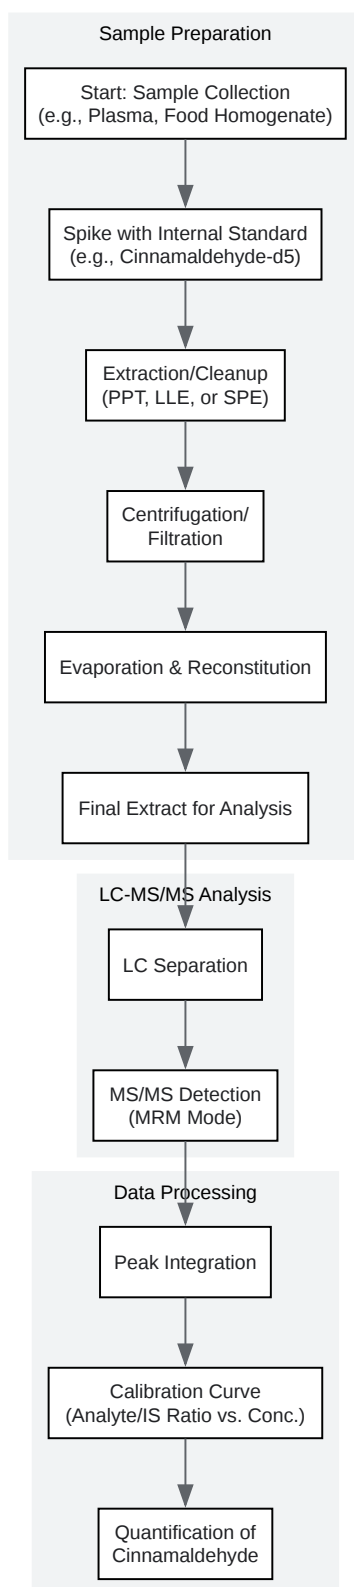 Sample Preparation
Start: Sample Collection
(e.g., Plasma, Food Homogenate)
Spike with Internal Standard
(e.g., Cinnamaldehyde-d5)
Extraction/Cleanup
(PPT, LLE, or SPE)
Centrifugation/
Filtration
Evaporation & Reconstitution
Final Extract for Analysis
LC-MS/MS Analysis
LC Separation
MS/MS Detection
(MRM Mode)
Data Processing
Peak Integration
Calibration Curve
(Analyte/IS Ratio vs. Conc.)
Quantification of
Cinnamaldehyde